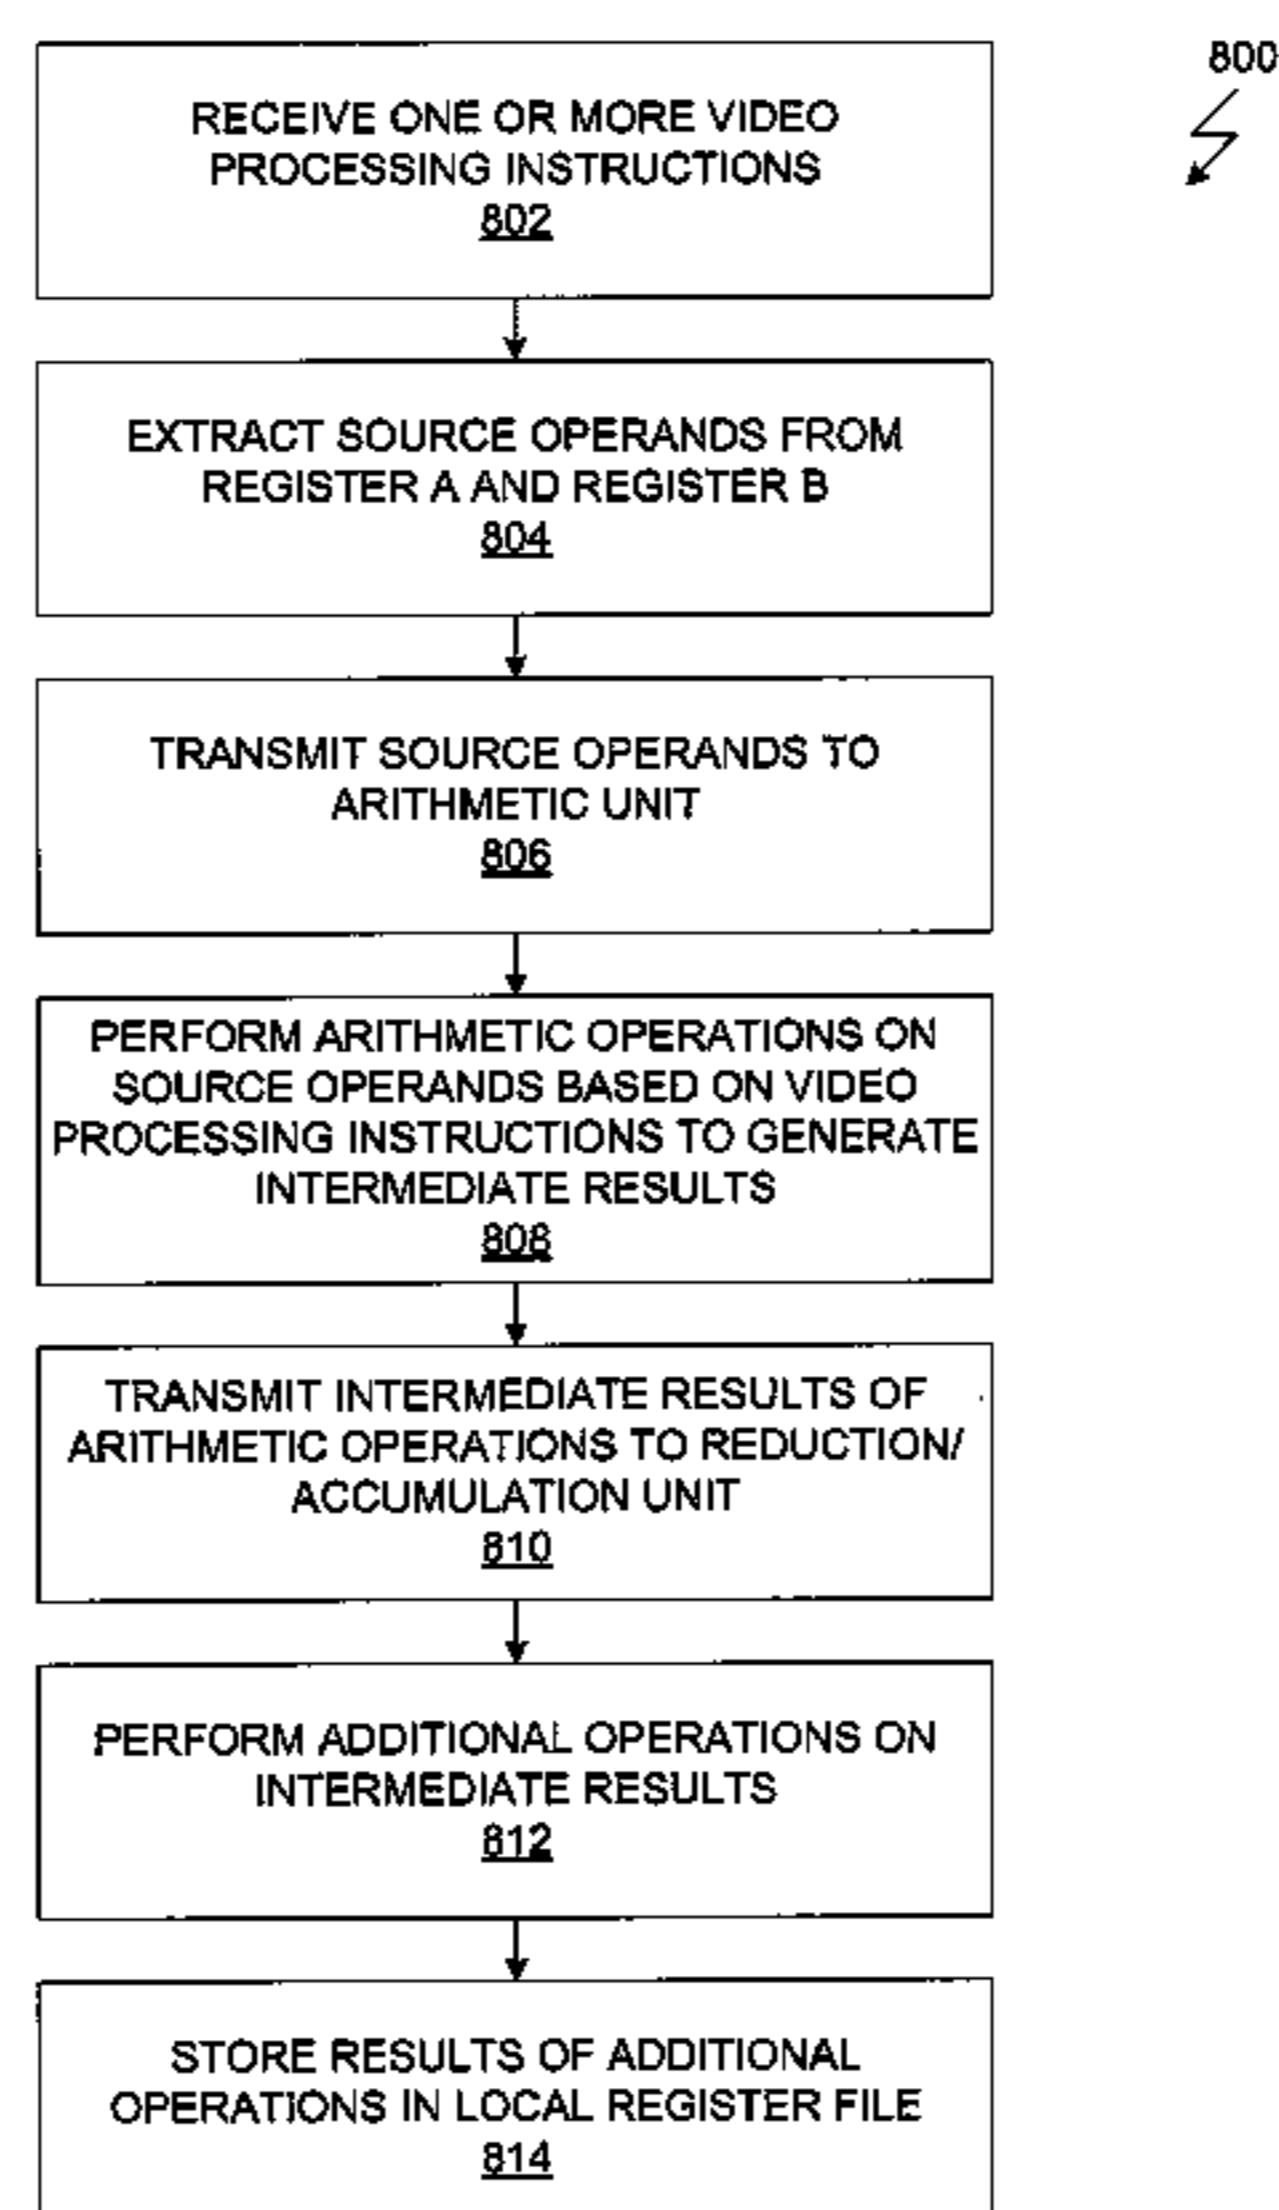 800
RECEIVE ONE OR MORE VIDEO
PROCESSING INSTRUCTIONS
802
EXTRACT SOURCE OPERANDS FROM
REGISTER A AND REGISTER B
804
TRANSMIT SOURCE OPERANDS TO
ARITHMETIC UNIT
806
PERFORM ARITHMETIC OPERATIONS ON
SOURCE OPERANDS BASED ON VIDEO
PROCESSING INSTRUCTIONS TO GENERATE
INTERMEDIATE RESULTS
808
TRANSMIT INTERMEDIATE RESULTS OF
ARITHMETIC OPERATIONS TO REDUCTION/
ACCUMULATION UNIT
810
PERFORM ADDITIONAL OPERATIONS ON
INTERMEDIATE RESULTS
812
STORE RESULTS OF ADDITIONAL
OPERATIONS IN LOCAL REGISTER FILE
814